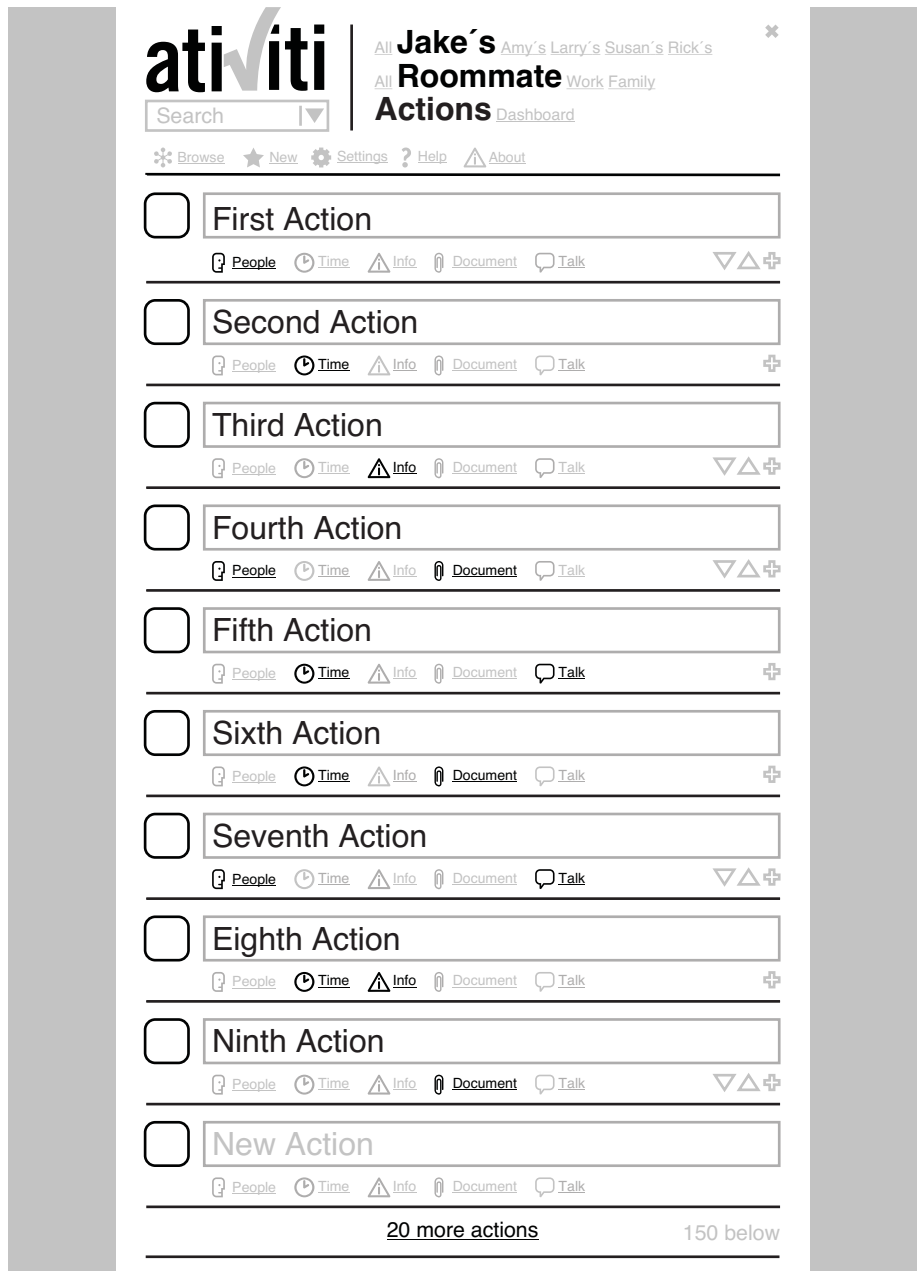 ati√iti
All Jake´s Amy´s Larry´s Susan´s Rick´s
All Roommate Work Family
Actions Dashboard
Search
Browse New Settings Help About
First Action
People Time Info Document Talk
Second Action
People Time Info Document Talk
Third Action
People Time Info Document Talk
Fourth Action
People Time Info Document Talk
Fifth Action
People Time Info Document Talk
Sixth Action
People Time Info Document Talk
Seventh Action
People Time Info Document Talk
Eighth Action
People Time Info Document Talk
Ninth Action
People Time Info Document Talk
New Action
People Time Info Document Talk
20 more actions 150 below